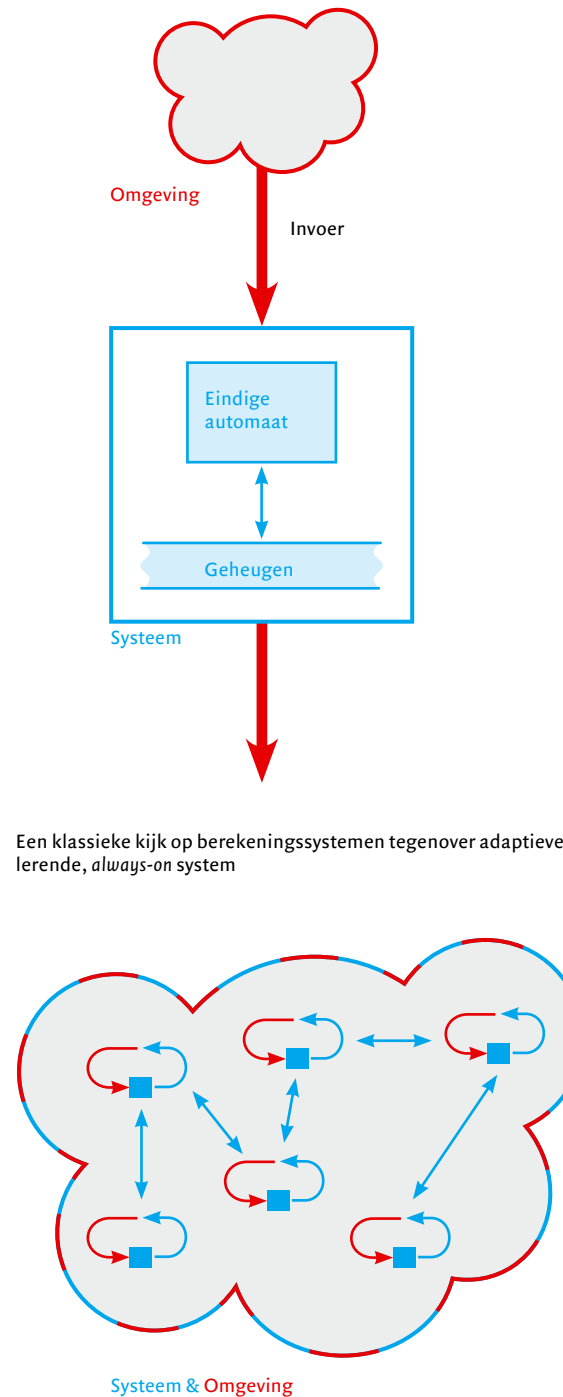 Omgeving
Invoer
Eindige
automaat
Geheugen
Systeem
Een klassieke kijk op berekeningssystemen tegenover adaptieve
lerende, always-on system
Systeem & Omgeving